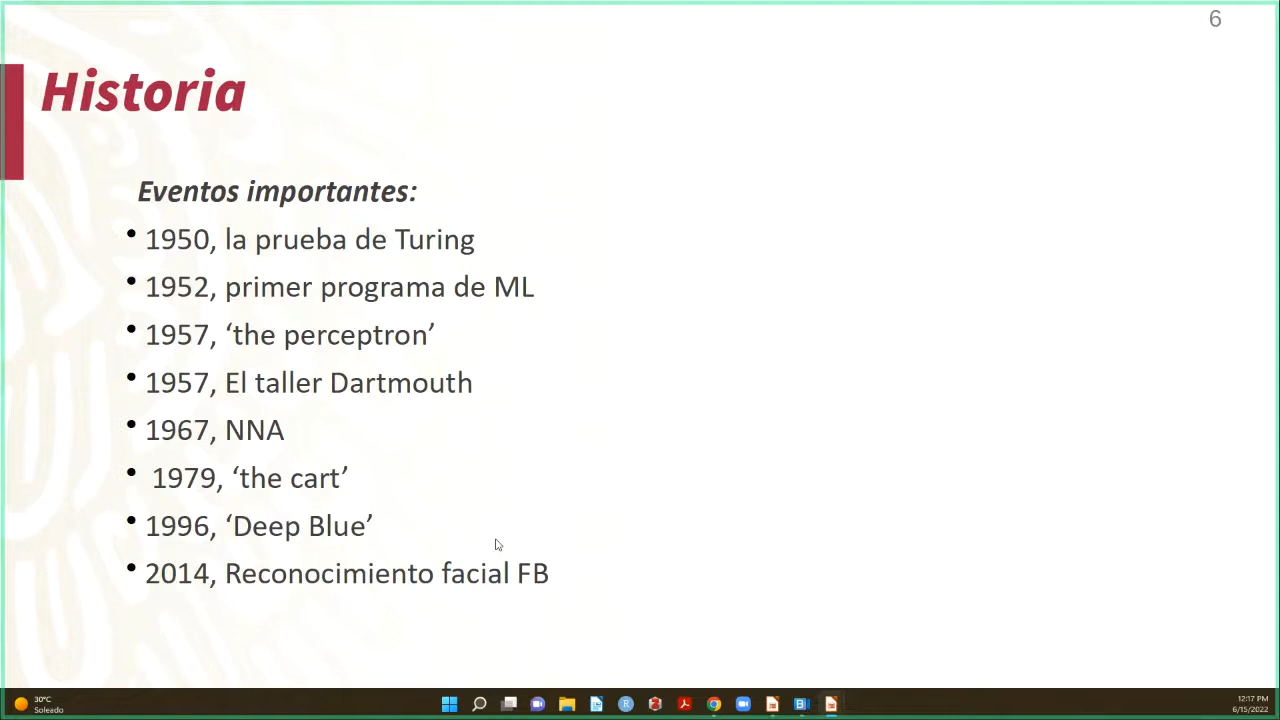 6
Historia
Eventos importantes:
• 1950, la prueba de Turing
• 1952, primer programa de ML
• 1957, ‘the perceptron’
• 1957, El taller Dartmouth
• 1967, NNA
• 1979, ‘the cart’
• 1996, ‘Deep Blue’
• 2014, Reconocimiento facial FB
30°C
Soleado
12:17 PM
6/15/2022